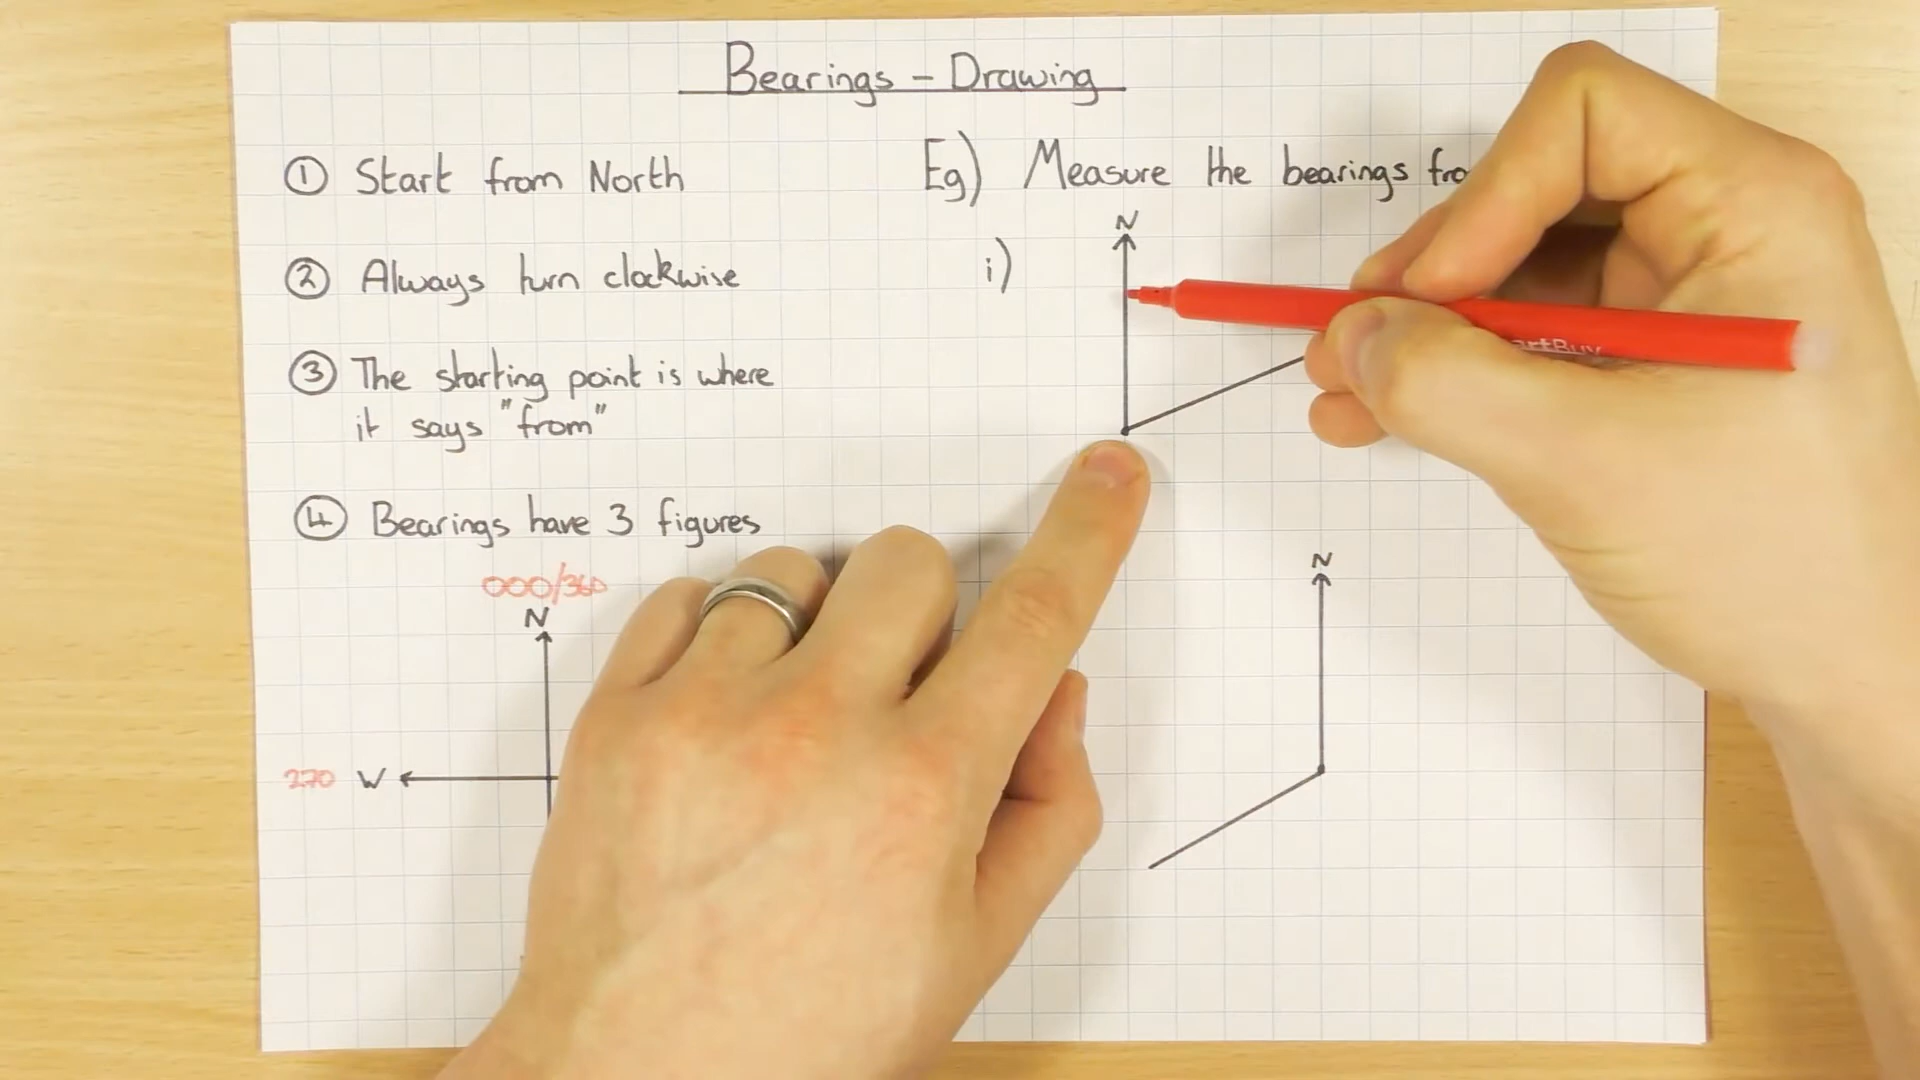 Bearings - Drawing
① Start from North
② Always turn clockwise
③ The starting point is where
it says "from"
④ Bearings have 3 figures
000/360
N
270 W
Eg) Measure the bearings
i)
N
N